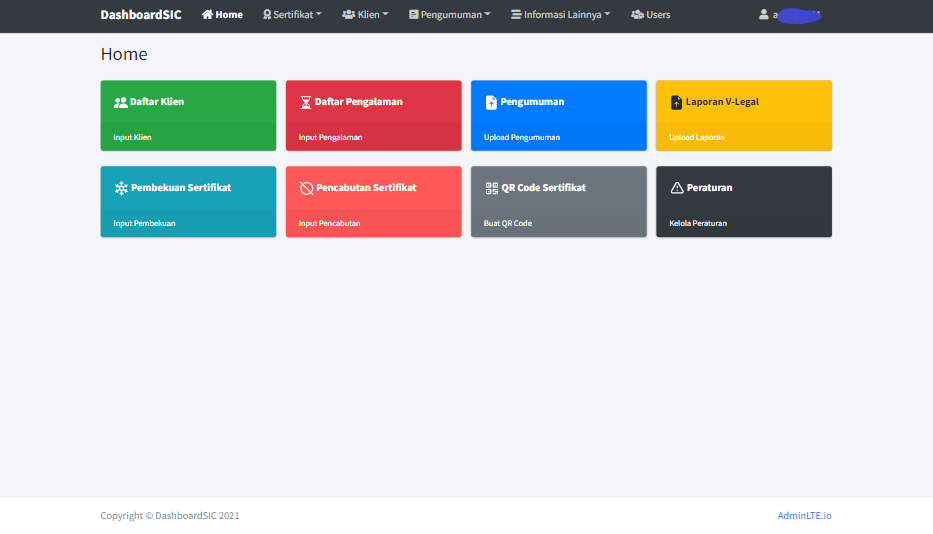 DashboardSIC Home Sertifikat Klien Pengumuman Informasi Lainnya Users
Home
Daftar Klien Daftar Pengalaman Pengumuman Laporan V-Legal
Input Klien Input Pengalaman Upload Pengumuman Upload Laporan
Pembekuan Sertifikat Pencabutan Sertifikat QR Code Sertifikat Peraturan
Input Pembekuan Input Pencabutan Buat QR Code Kelola Peraturan
Copyright © DashboardSIC 2021 AdminLTE.io